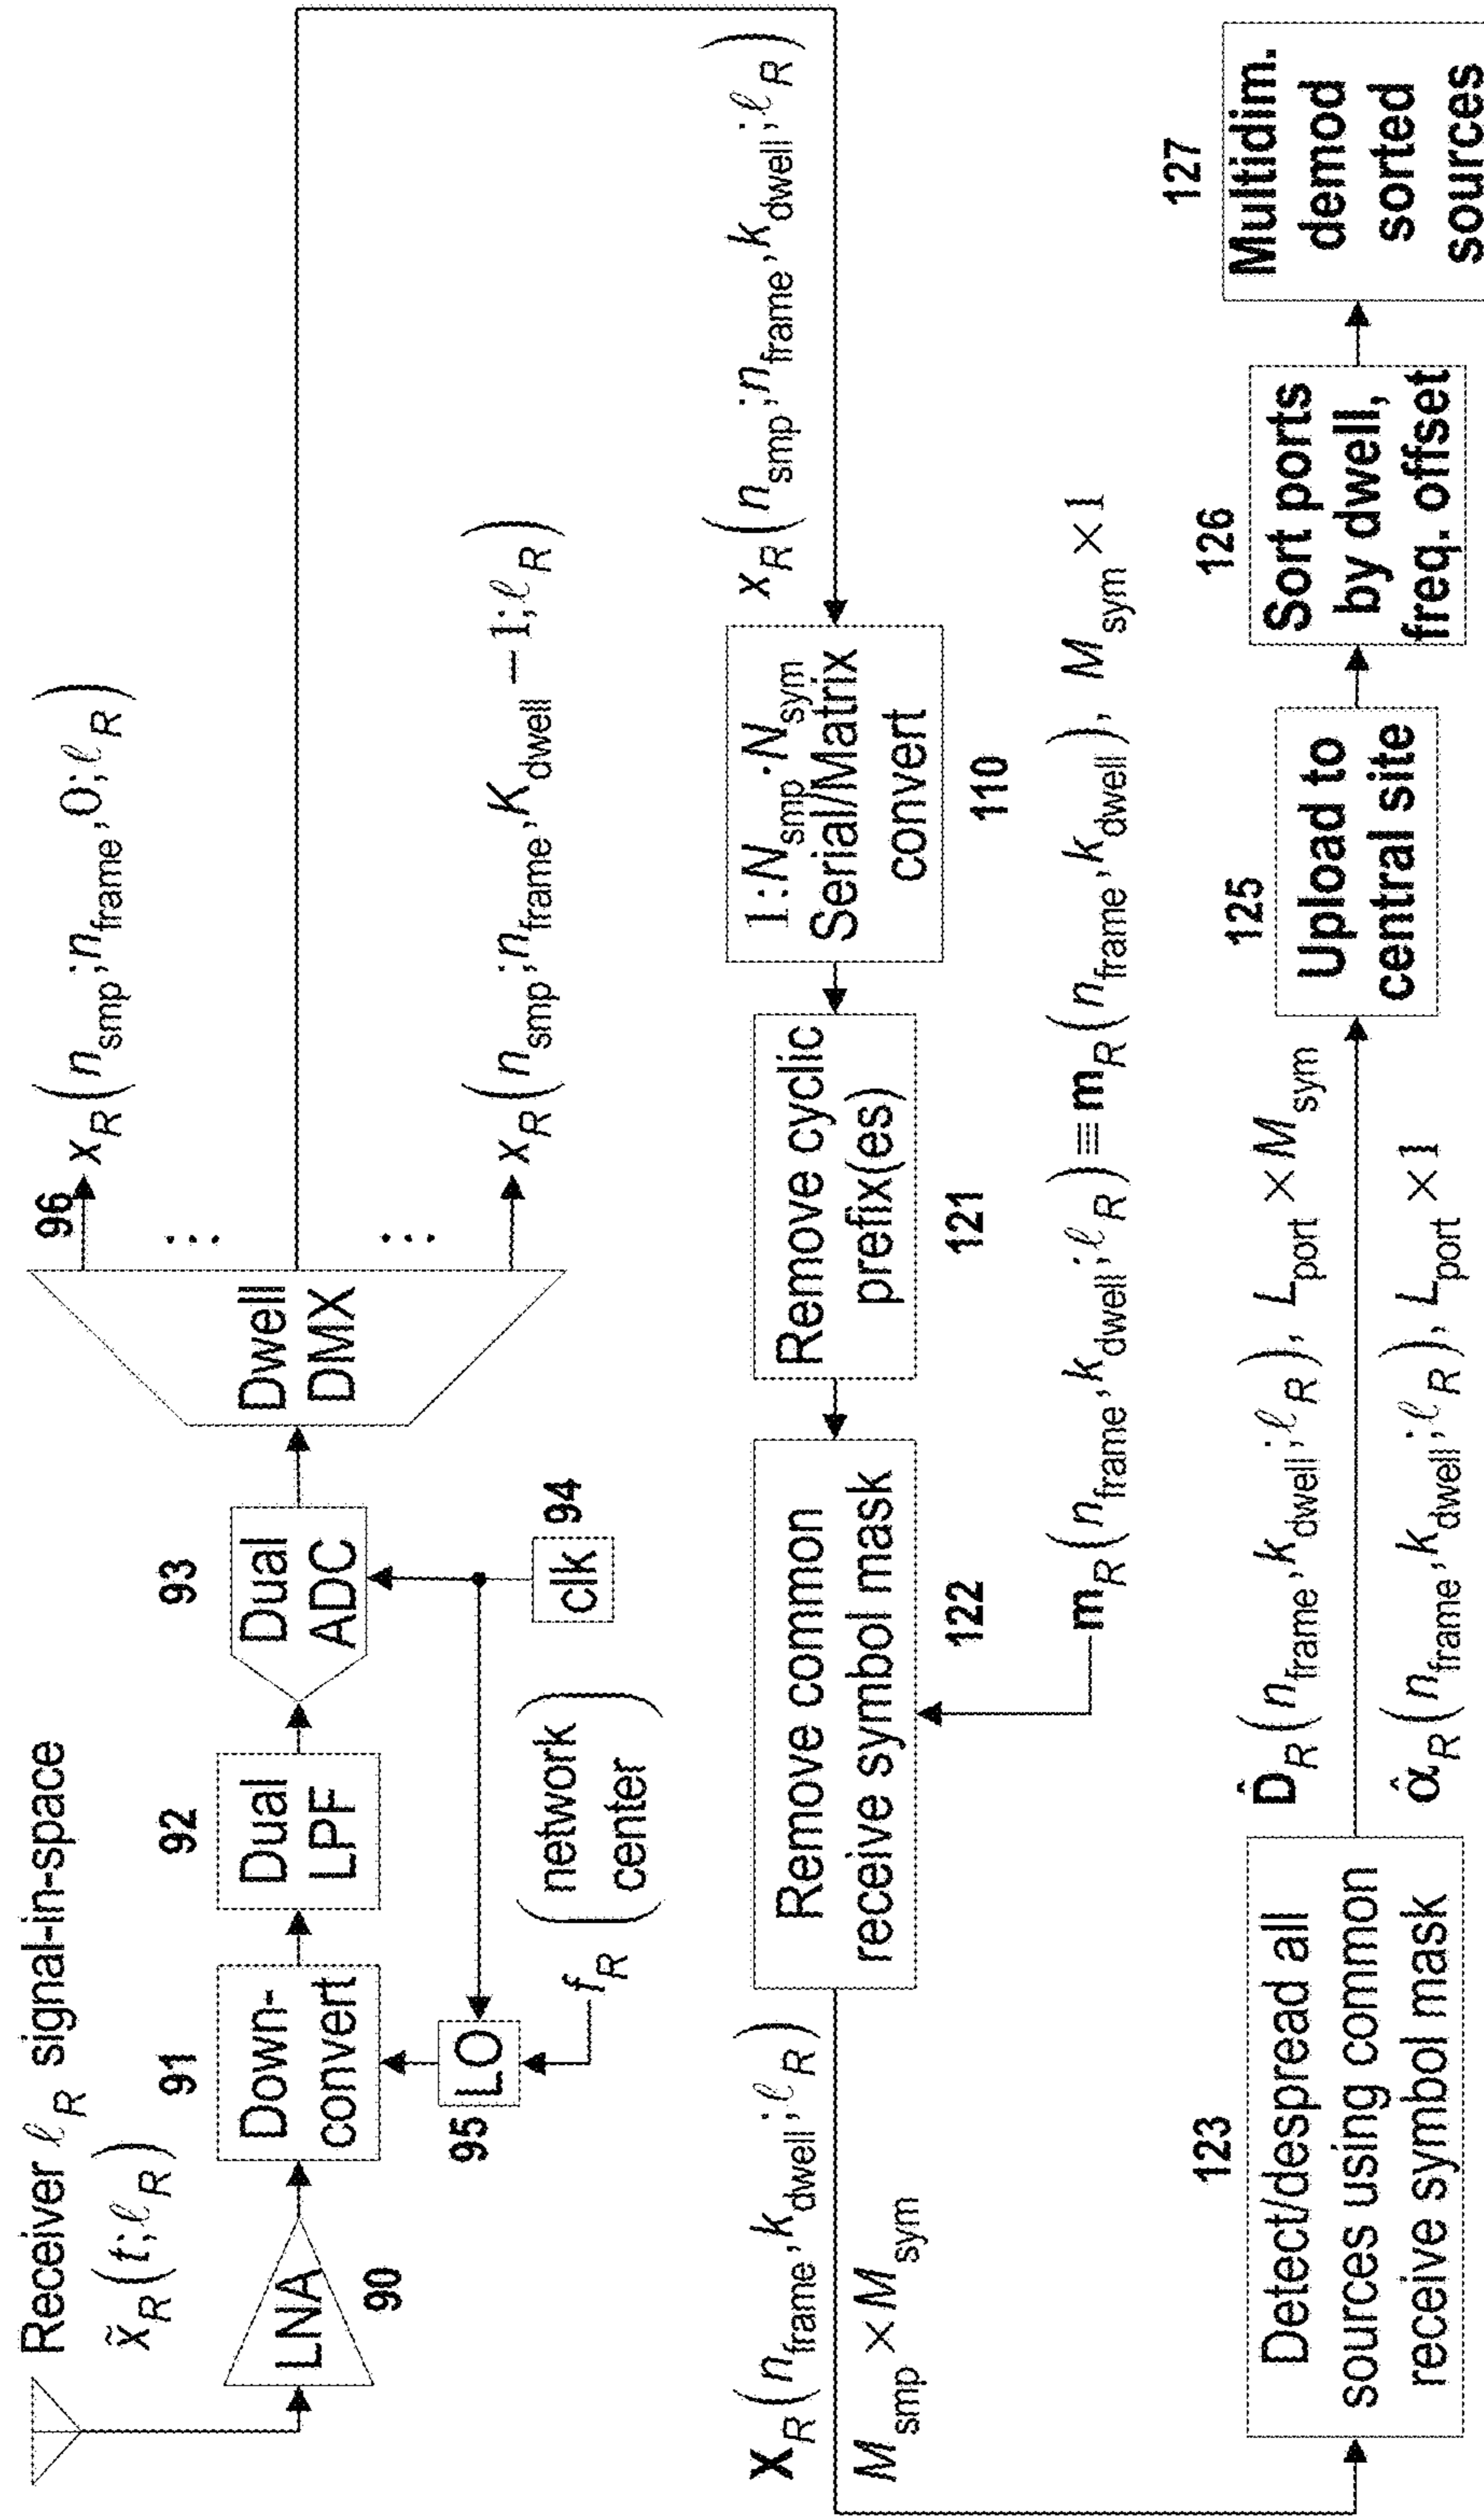 Receiver ℓ_R signal-in-space
x̃_R(t; ℓ_R)
LNA
90
91
Down-
convert
92
Dual
LPF
93
Dual
ADC
clk
94
LO
95
f_R (network
center)
Dwell
DMX
96
x_R(n_smp; n_frame, 0; ℓ_R)
⋮
⋮
x_R(n_smp; n_frame, K_dwell − 1; ℓ_R)
x_R(n_smp; n_frame, k_dwell; ℓ_R)
1:N_smp·N_sym
Serial/Matrix
convert
110
Remove cyclic
prefix(es)
121
Remove common
receive symbol mask
122
m_R(n_frame, k_dwell; ℓ_R) ≡ m_R(n_frame, k_dwell), M_sym × 1
X_R(n_frame, k_dwell; ℓ_R)
M_smp × M_sym
123
Detect/despread all
sources using common
receive symbol mask
D̂_R(n_frame, k_dwell; ℓ_R), L_port × M_sym
α̂_R(n_frame, k_dwell; ℓ_R), L_port × 1
125
Upload to
central site
126
Sort ports
by dwell,
freq. offset
127
Multidim.
demod
sorted
sources